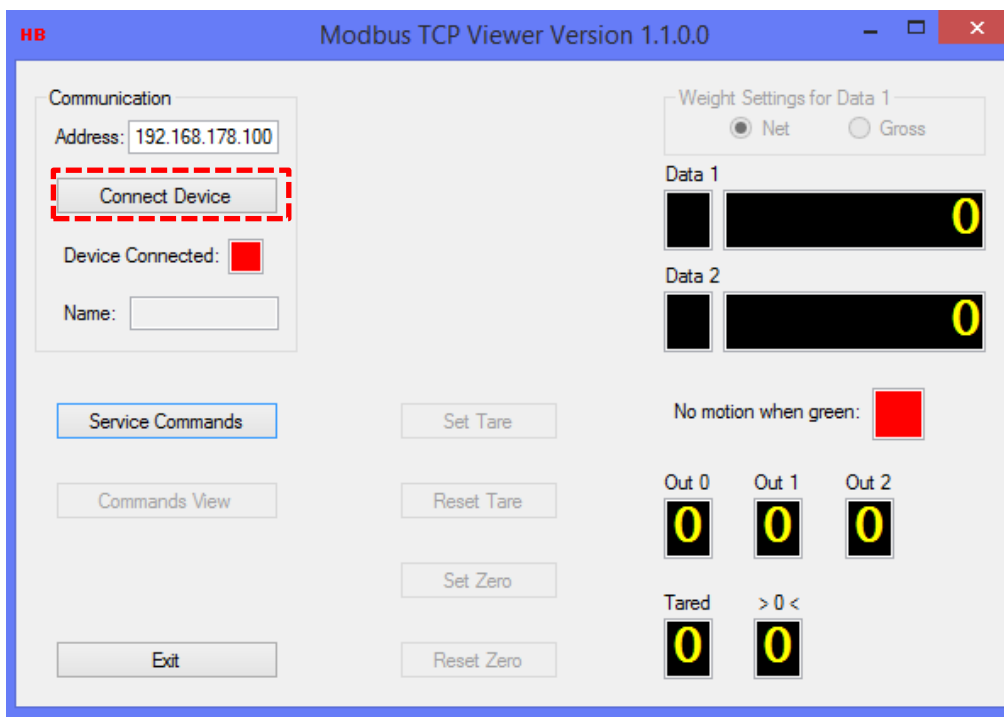 HB Modbus TCP Viewer Version 1.1.0.0
Communication
Address: 192.168.178.100
Connect Device
Device Connected:
Name:
Weight Settings for Data 1
Net Gross
Data 1
0
Data 2
0
No motion when green:
Service Commands Set Tare
Commands View Reset Tare
Set Zero
Exit Reset Zero
Out 0 Out 1 Out 2
0 0 0
Tared > 0 <
0 0